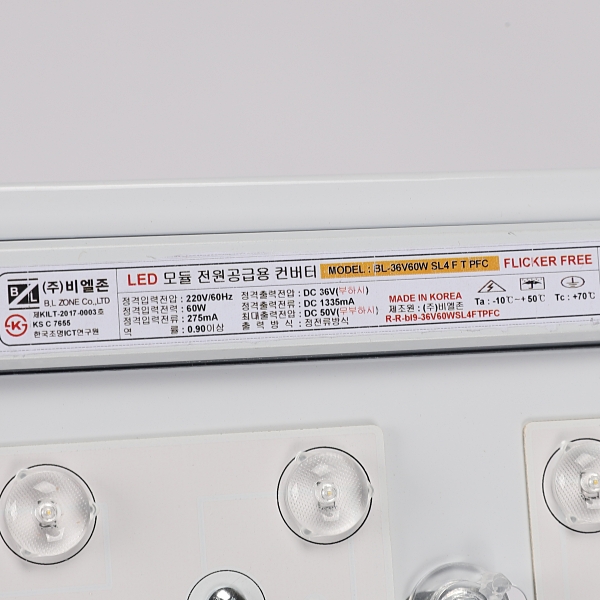 B/L (주)비엘존
B.L ZONE Co.,LTD
제KILT-2017-0003호
KS C 7655
한국조명ICT연구원
LED 모듈 전원공급용 컨버터 MODEL : BL-36V60W SL4 F T PFC FLICKER FREE
정격입력전압 : 220V/60Hz
정격입력전력 : 60W
정격입력전류 : 275mA
역 률 : 0.90이상
정격출력전압 : DC 36V(부하시)
정격출력전류 : DC 1335mA
최대출력전압 : DC 50V(무부하시)
출 력 방 식 : 정전류방식
MADE IN KOREA
제조원 : (주)비엘존
R-R-bl9-36V60WSL4FTPFC
Ta : -10℃~+50℃ Tc : +70℃